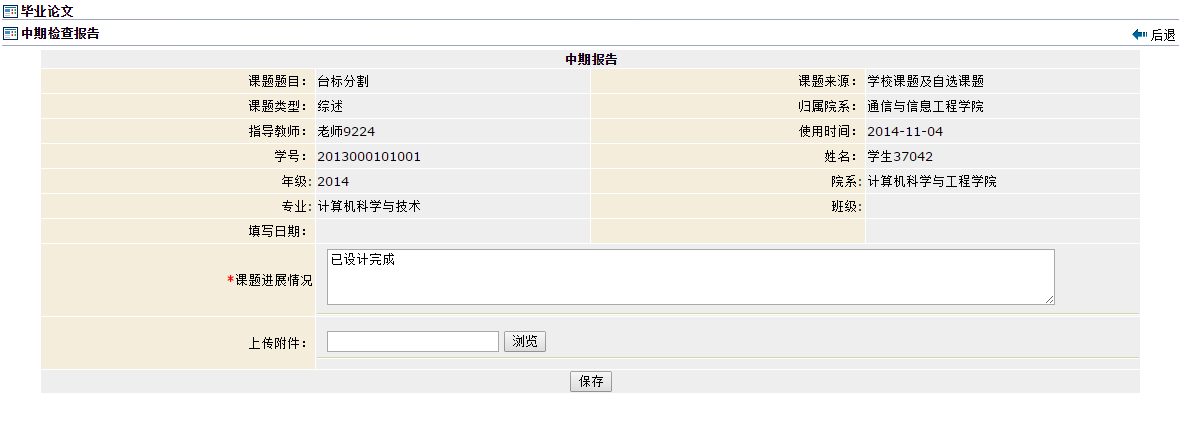 毕业论文
中期检查报告 后退
中期报告
课题题目： 台标分割 课题来源： 学校课题及自选课题
课题类型： 综述 归属院系： 通信与信息工程学院
指导教师： 老师9224 使用时间： 2014-11-04
学号： 2013000101001 姓名： 学生37042
年级: 2014 院系: 计算机科学与工程学院
专业: 计算机科学与技术 班级:
填写日期：
*课题进展情况 已设计完成
上传附件： 浏览
保存